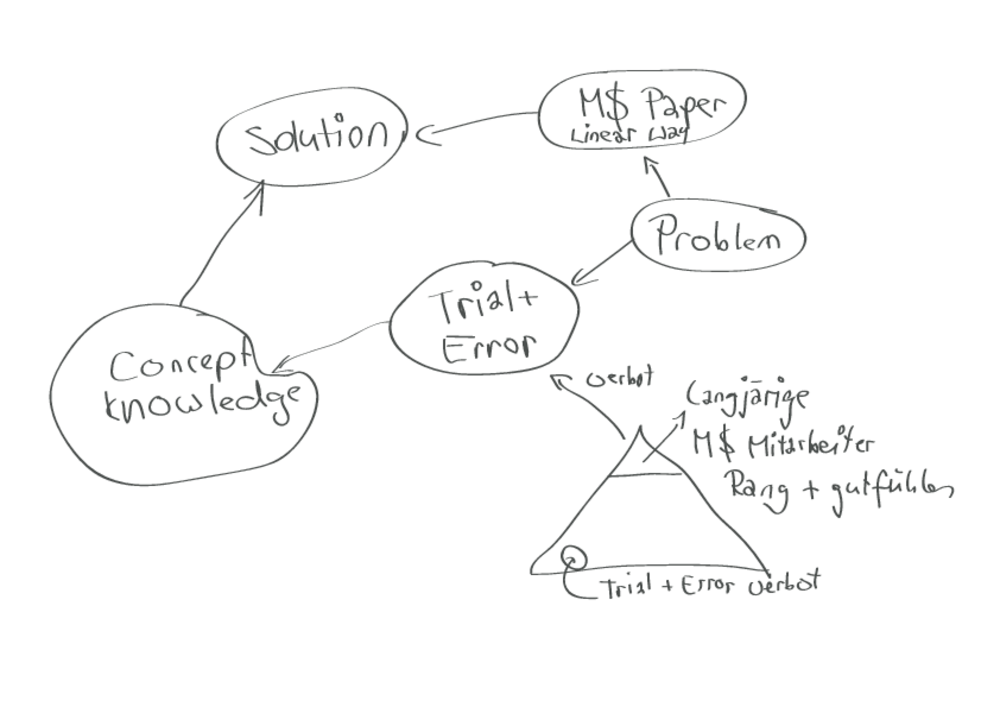 Solution
M$ Paper
Linear Way
Problem
Trial +
Error
Concept
knowledge
verbot
Langjärige
M$ Mitarbeiter
Rang + gutfühlen
Trial + Error verbot